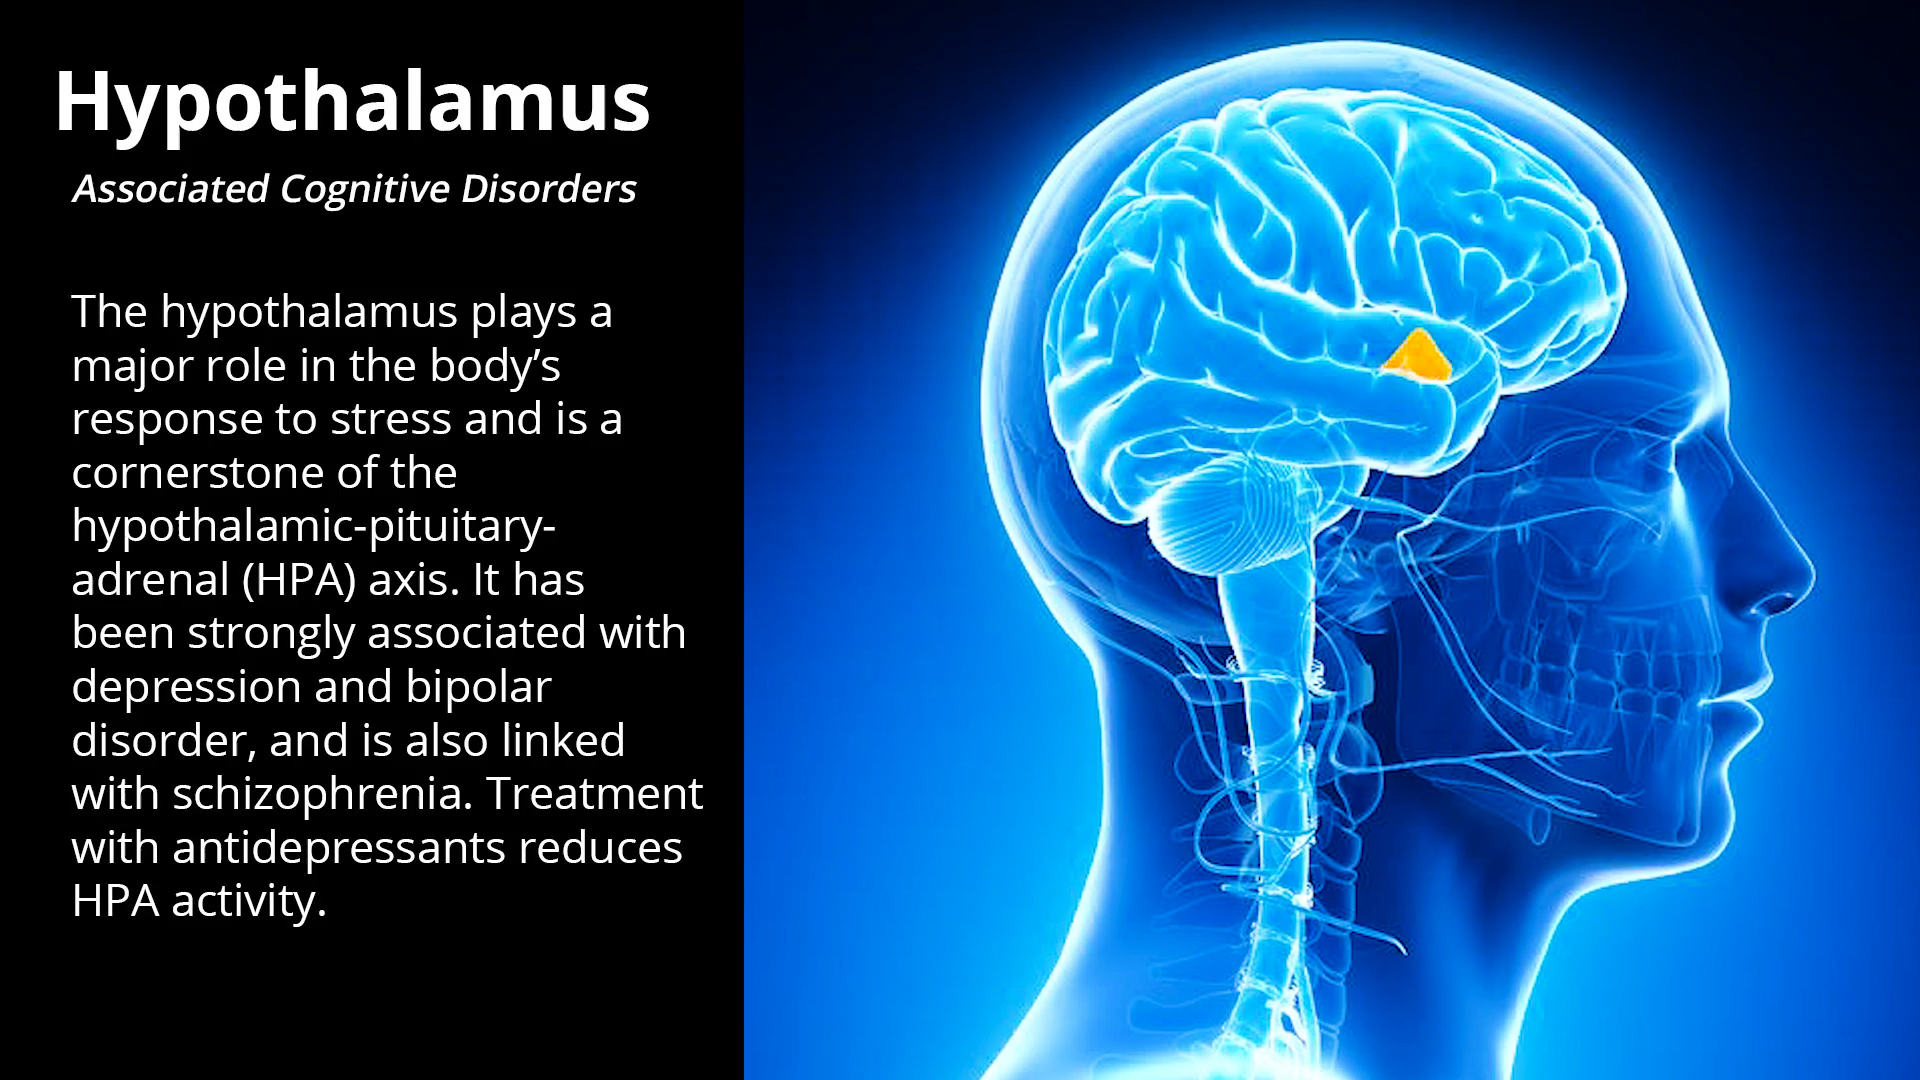 Hypothalamus
Associated Cognitive Disorders
The hypothalamus plays a
major role in the body’s
response to stress and is a
cornerstone of the
hypothalamic-pituitary-
adrenal (HPA) axis. It has
been strongly associated with
depression and bipolar
disorder, and is also linked
with schizophrenia. Treatment
with antidepressants reduces
HPA activity.